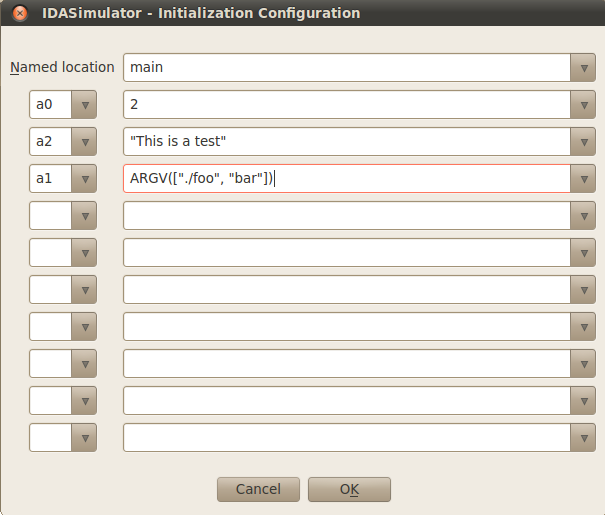 IDASimulator - Initialization Configuration
Named location main
a0 2
a2 "This is a test"
a1 ARGV(["./foo", "bar"])
Cancel OK